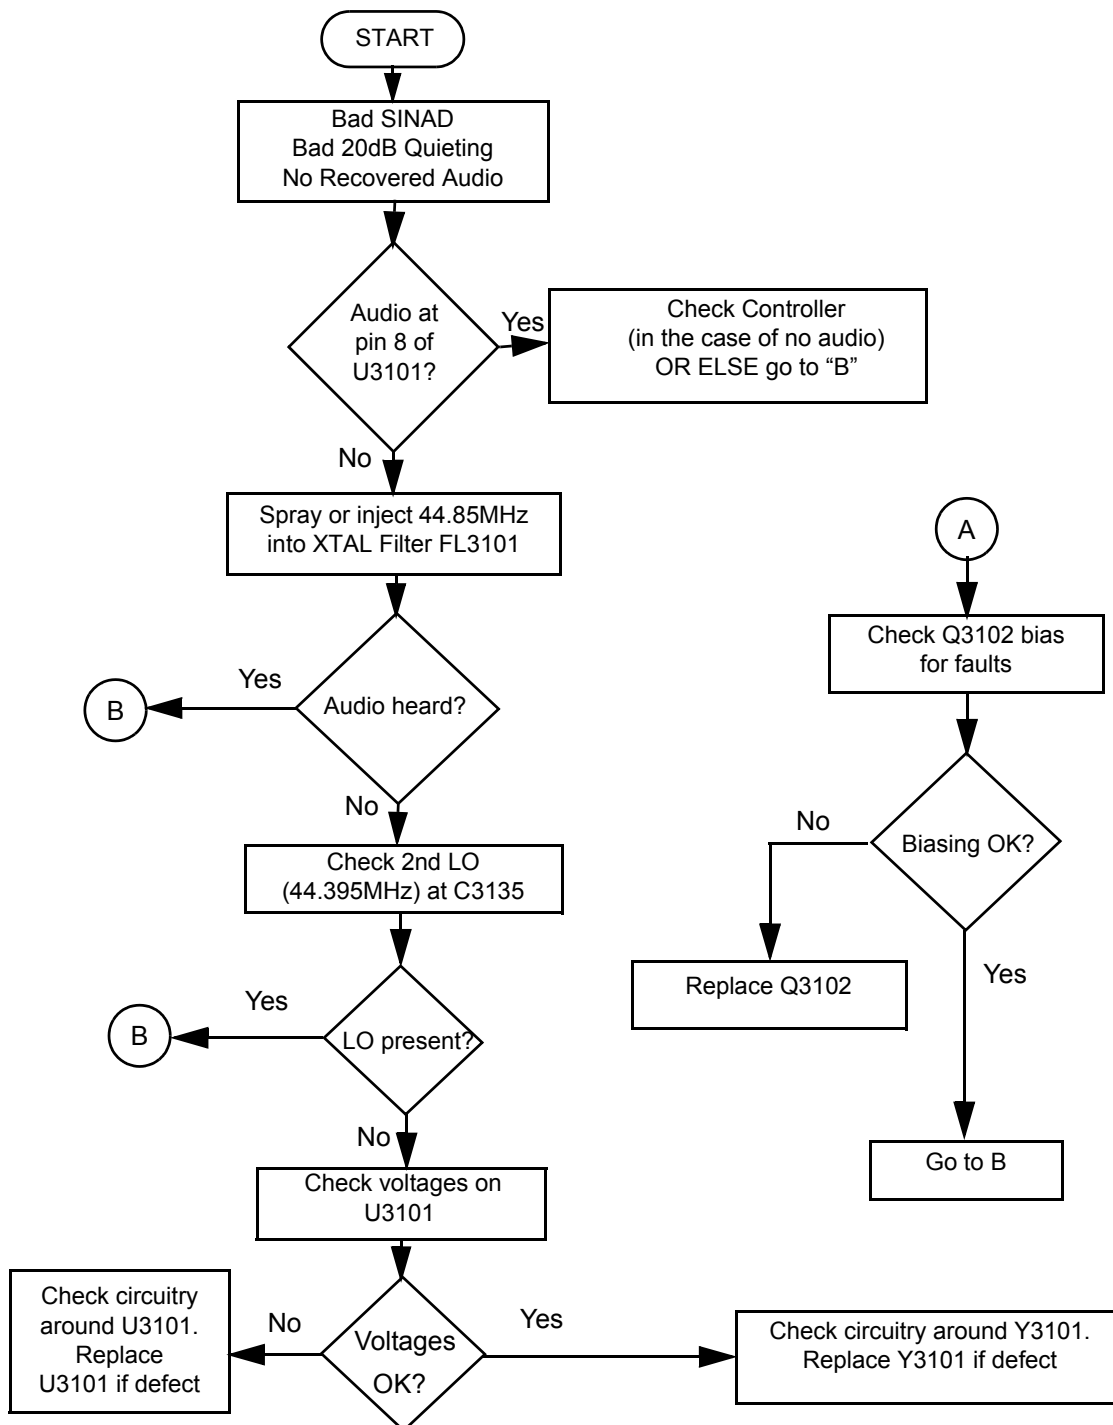 START
Bad SINAD
Bad 20dB Quieting
No Recovered Audio
Audio at
pin 8 of
U3101?
Yes
Check Controller
(in the case of no audio)
OR ELSE go to “B”
No
Spray or inject 44.85MHz
into XTAL Filter FL3101
Audio heard?
Yes
B
No
Check 2nd LO
(44.395MHz) at C3135
LO present?
Yes
B
No
Check voltages on
U3101
Voltages
OK?
No
Check circuitry
around U3101.
Replace
U3101 if defect
Yes
Check circuitry around Y3101.
Replace Y3101 if defect
A
Check Q3102 bias
for faults
Biasing OK?
No
Replace Q3102
Yes
Go to B